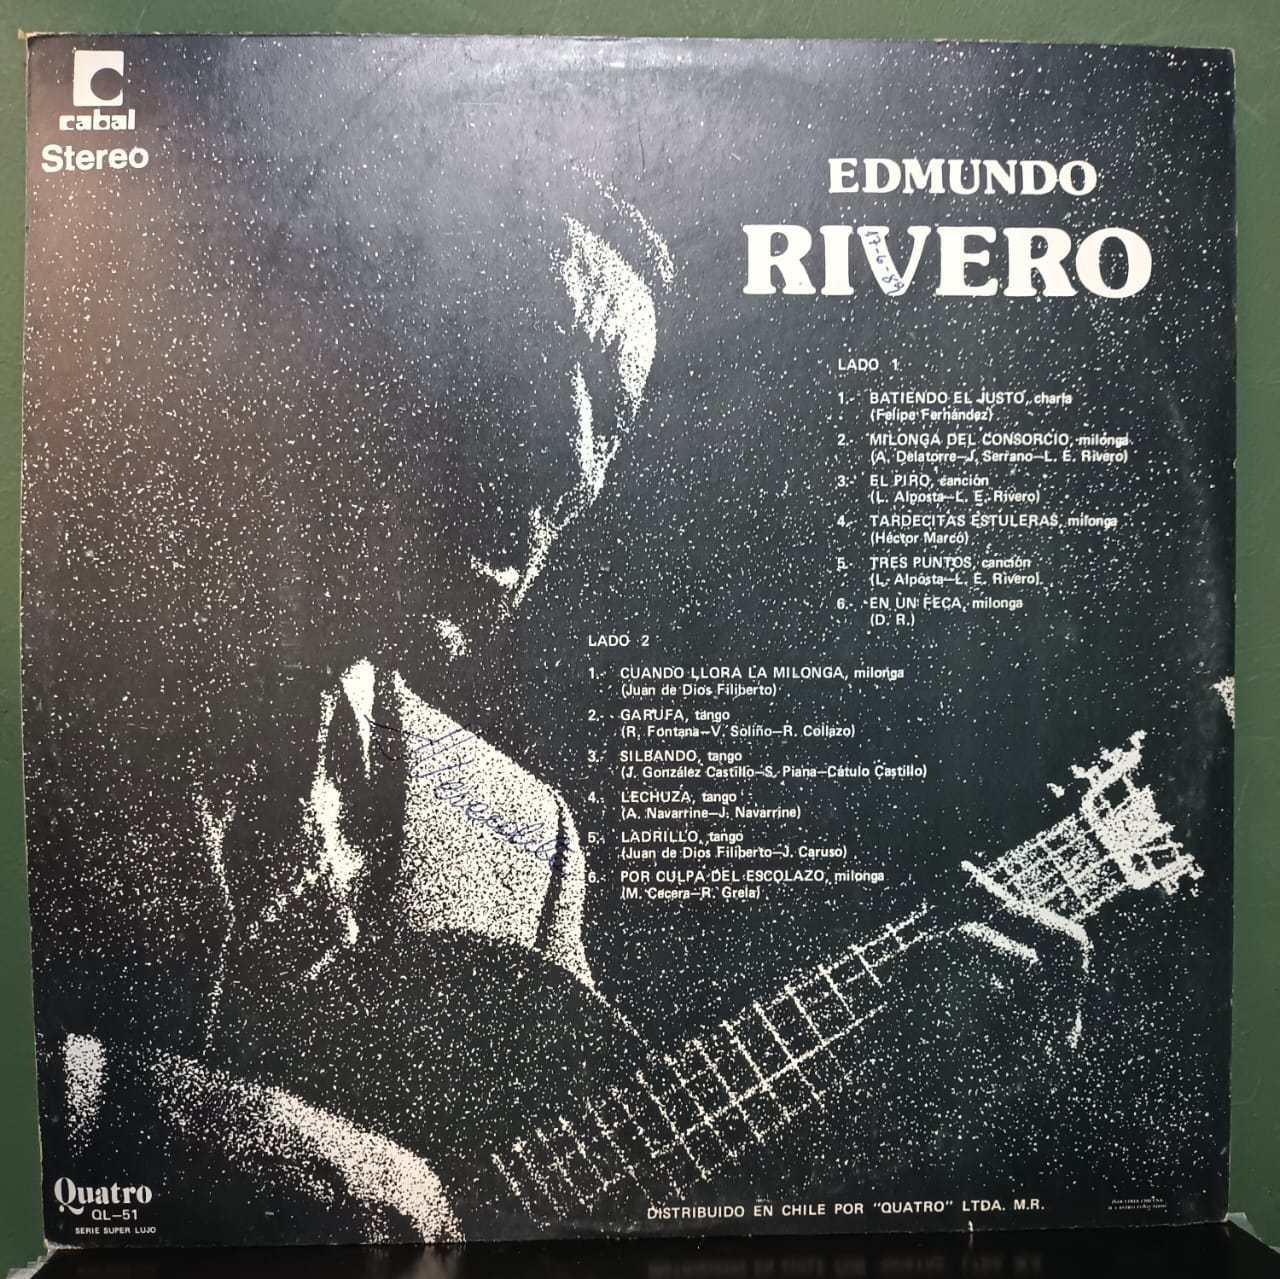 cabal
Stereo
EDMUNDO
RIVERO
17-6-89
LADO 1
1.- BATIENDO EL JUSTO, charla
(Felipe Fernández)
2.- MILONGA DEL CONSORCIO, milonga
(A. Delatorre-J. Serrano-L. E. Rivero)
3.- EL PIRO, canción
(L. Alposta-L. E. Rivero)
4.- TARDECITAS ESTULERAS, milonga
(Héctor Marcó)
5.- TRES PUNTOS, canción
(L. Alposta-L. E. Rivero)
6.- EN UN FECA, milonga
(D. R.)
LADO 2
1.- CUANDO LLORA LA MILONGA, milonga
(Juan de Dios Filiberto)
2.- GARUFA, tango
(R. Fontana-V. Soliño-R. Collazo)
3.- SILBANDO, tango
(J. González Castillo-S. Piana-Cátulo Castillo)
4.- LECHUZA, tango
(A. Navarrine-J. Navarrine)
5.- LADRILLO, tango
(Juan de Dios Filiberto-J. Caruso)
6.- POR CULPA DEL ESCOLAZO, milonga
(M. Cecera-R. Grela)
Quatro
QL-51
SERIE SUPER LUJO
DISTRIBUIDO EN CHILE POR "QUATRO" LTDA. M.R.